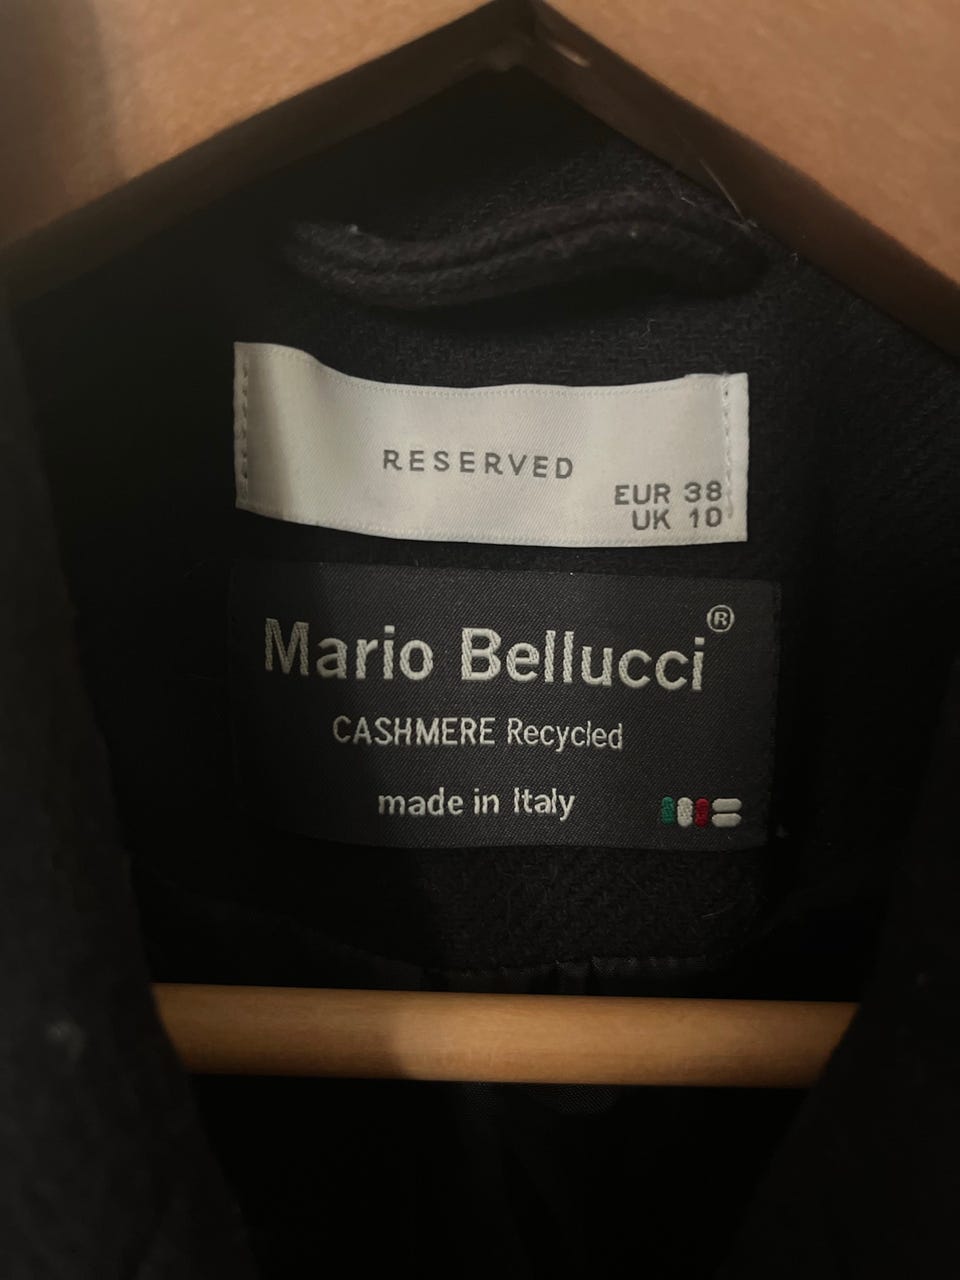 RESERVED
EUR 38
UK 10
Mario Bellucci®
CASHMERE Recycled
made in Italy